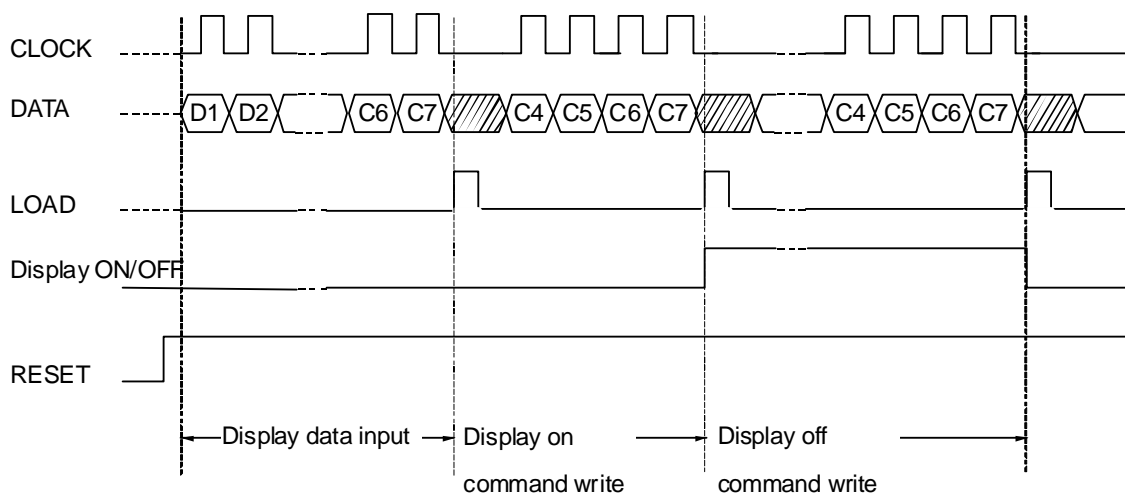 CLOCK
DATA D1 D2 C6 C7 C4 C5 C6 C7 C4 C5 C6 C7
LOAD
Display ON/OFF
RESET
Display data input Display on Display off
command write command write